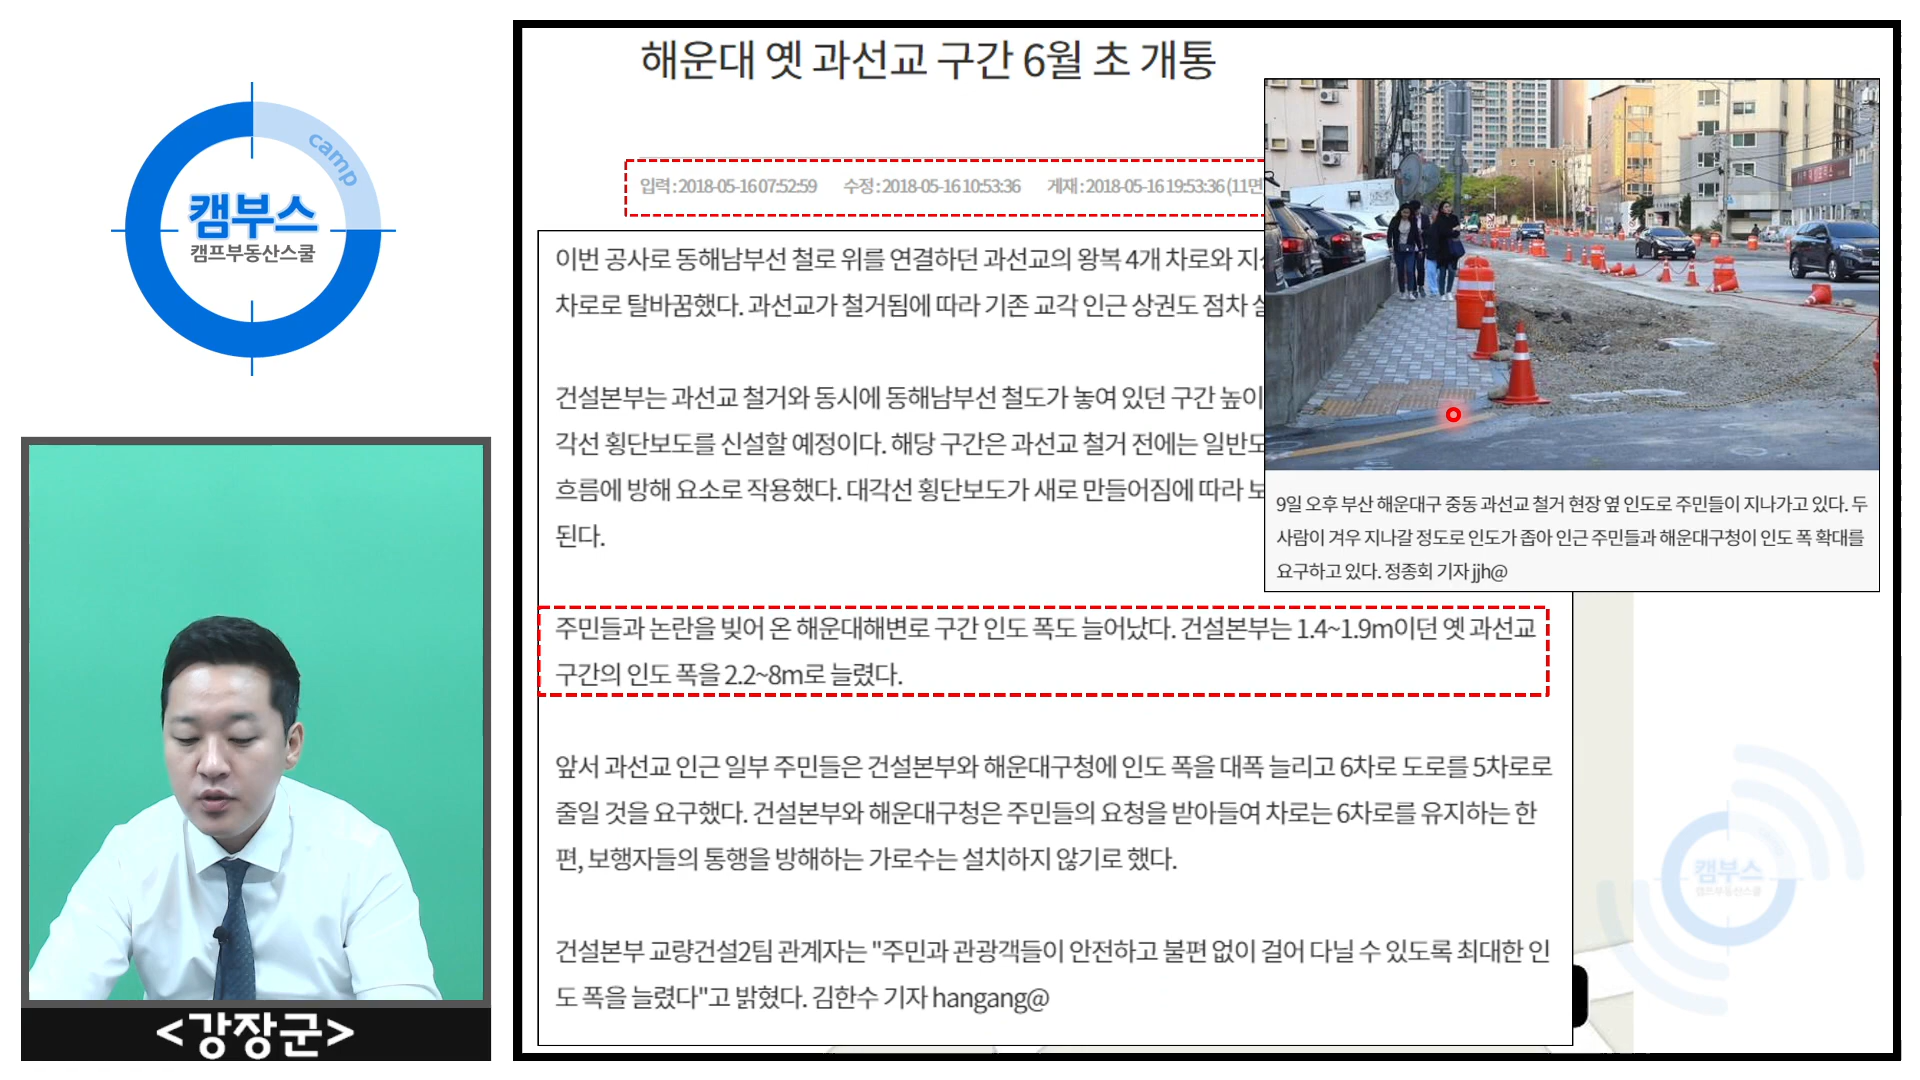 camp
캠부스
캠프부동산스쿨
<강장군>
해운대 옛 과선교 구간 6월 초 개통
입력 : 2018-05-16 07:52:59 수정 : 2018-05-16 10:53:36 게재 : 2018-05-16 19:53:36 (11면
이번 공사로 동해남부선 철로 위를 연결하던 과선교의 왕복 4개 차로와
차로로 탈바꿈했다. 과선교가 철거됨에 따라 기존 교각 인근 상권도 점차
건설본부는 과선교 철거와 동시에 동해남부선 철도가 놓여 있던 구간 높이
각선 횡단보도를 신설할 예정이다. 해당 구간은 과선교 철거 전에는
흐름에 방해 요소로 작용했다. 대각선 횡단보도가 새로 만들어짐에 따라
된다.
주민들과 논란을 빚어 온 해운대해변로 구간 인도 폭도 늘어났다. 건설본부는 1.4~1.9m이던 옛 과선교
구간의 인도 폭을 2.2~8m로 늘렸다.
앞서 과선교 인근 일부 주민들은 건설본부와 해운대구청에 인도 폭을 대폭 늘리고 6차로 도로를 5차로로
줄일 것을 요구했다. 건설본부와 해운대구청은 주민들의 요청을 받아들여 차로는 6차로를 유지하는 한
편, 보행자들의 통행을 방해하는 가로수는 설치하지 않기로 했다.
건설본부 교량건설2팀 관계자는 "주민과 관광객들이 안전하고 불편 없이 걸어 다닐 수 있도록 최대한 인
도 폭을 늘렸다"고 밝혔다. 김한수 기자 hangang@
9일 오후 부산 해운대구 중동 과선교 철거 현장 옆 인도로 주민들이 지나가고 있다. 두
사람이 겨우 지나갈 정도로 인도가 좁아 인근 주민들과 해운대구청이 인도 폭 확대를
요구하고 있다. 정종회 기자 jjh@
캠부스
캠프부동산스쿨